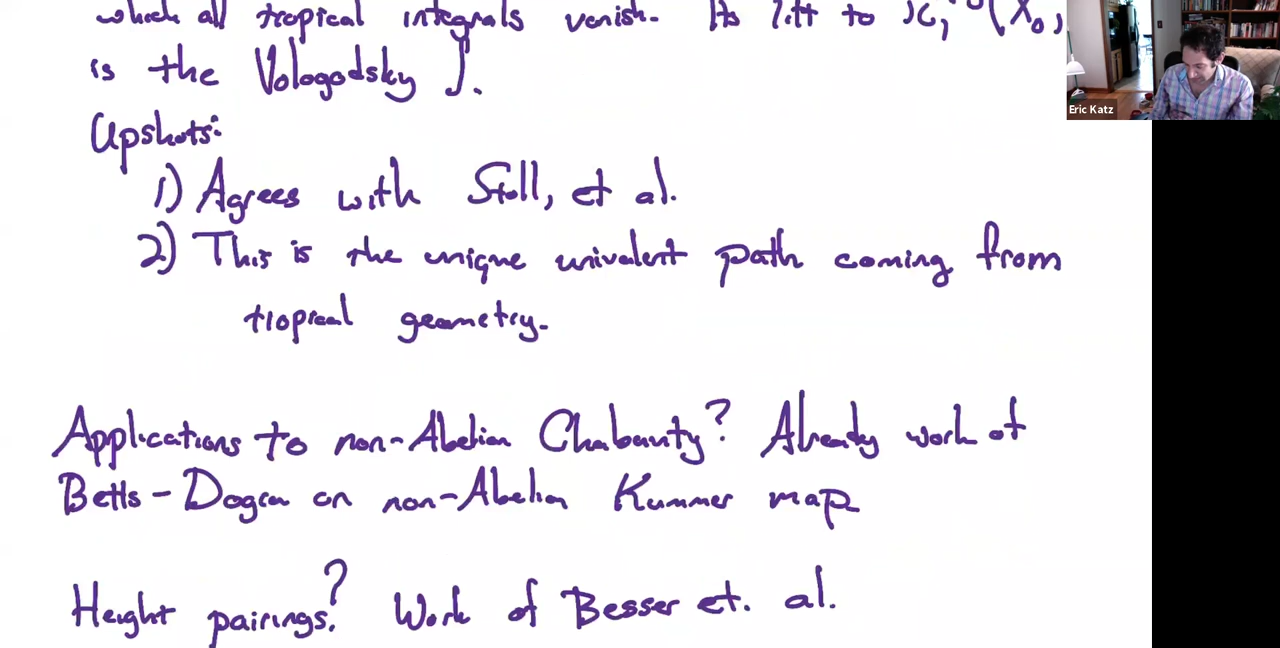 which all tropical integrals vanish. Its lift to
is the Vologodsky ∫.
Upshots:
1) Agrees with Stoll, et al.
2) This is the unique univalent path coming from
tropical geometry.
Applications to non-Abelian Chabauty? Already work of
Betts-Dogra on non-Abelian Kummer map
Height pairings? Work of Besser et. al.
Eric Katz